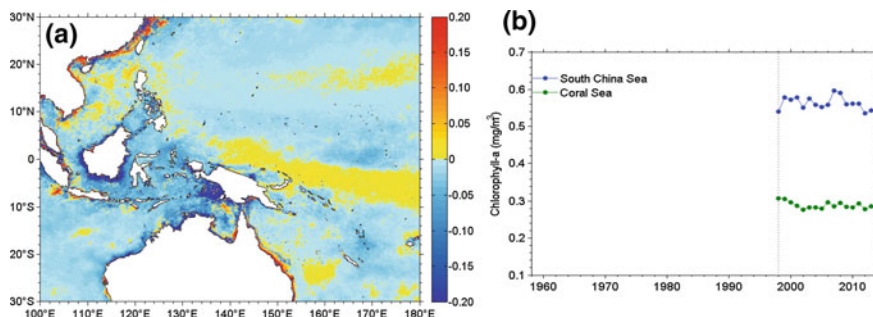 (a)
30°N
20°N
10°N
0
10°S
20°S
30°S
100°E 110°E 120°E 130°E 140°E 150°E 160°E 170°E 180°E
0.20
0.15
0.10
0.05
0
-0.05
-0.10
-0.15
-0.20
(b)
Chlorophyll-a (mg/m³)
0.7
0.6
0.5
0.4
0.3
0.2
0.1
South China Sea
Coral Sea
1960 1970 1980 1990 2000 2010